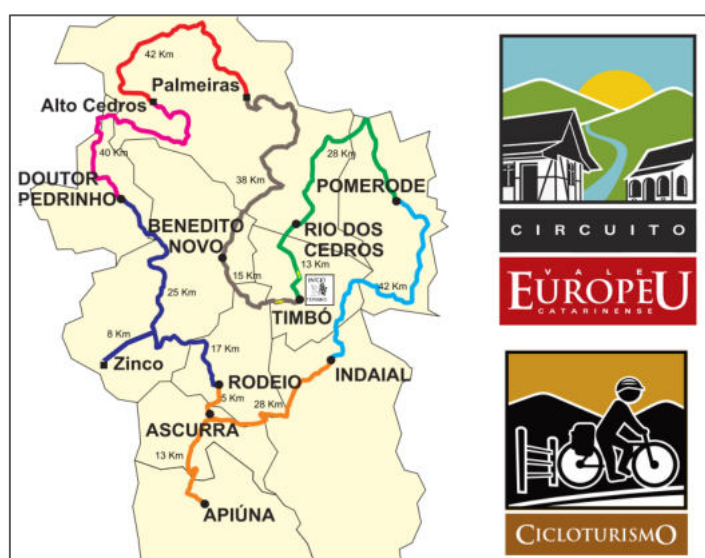 42 Km
Palmeiras
Alto Cedros
40 Km
28 Km
38 Km
DOUTOR
PEDRINHO
POMERODE
BENEDITO
NOVO
RIO DOS
CEDROS
13 Km
15 Km
25 Km
42 Km
INÍCIO
TIMBÓ
8 Km
17 Km
Zinco
INDAIAL
RODEIO
5 Km
28 Km
ASCURRA
13 Km
APIÚNA
CIRCUITO
VALE
EUROPEU
CATARINENSE
CICLOTURISMO